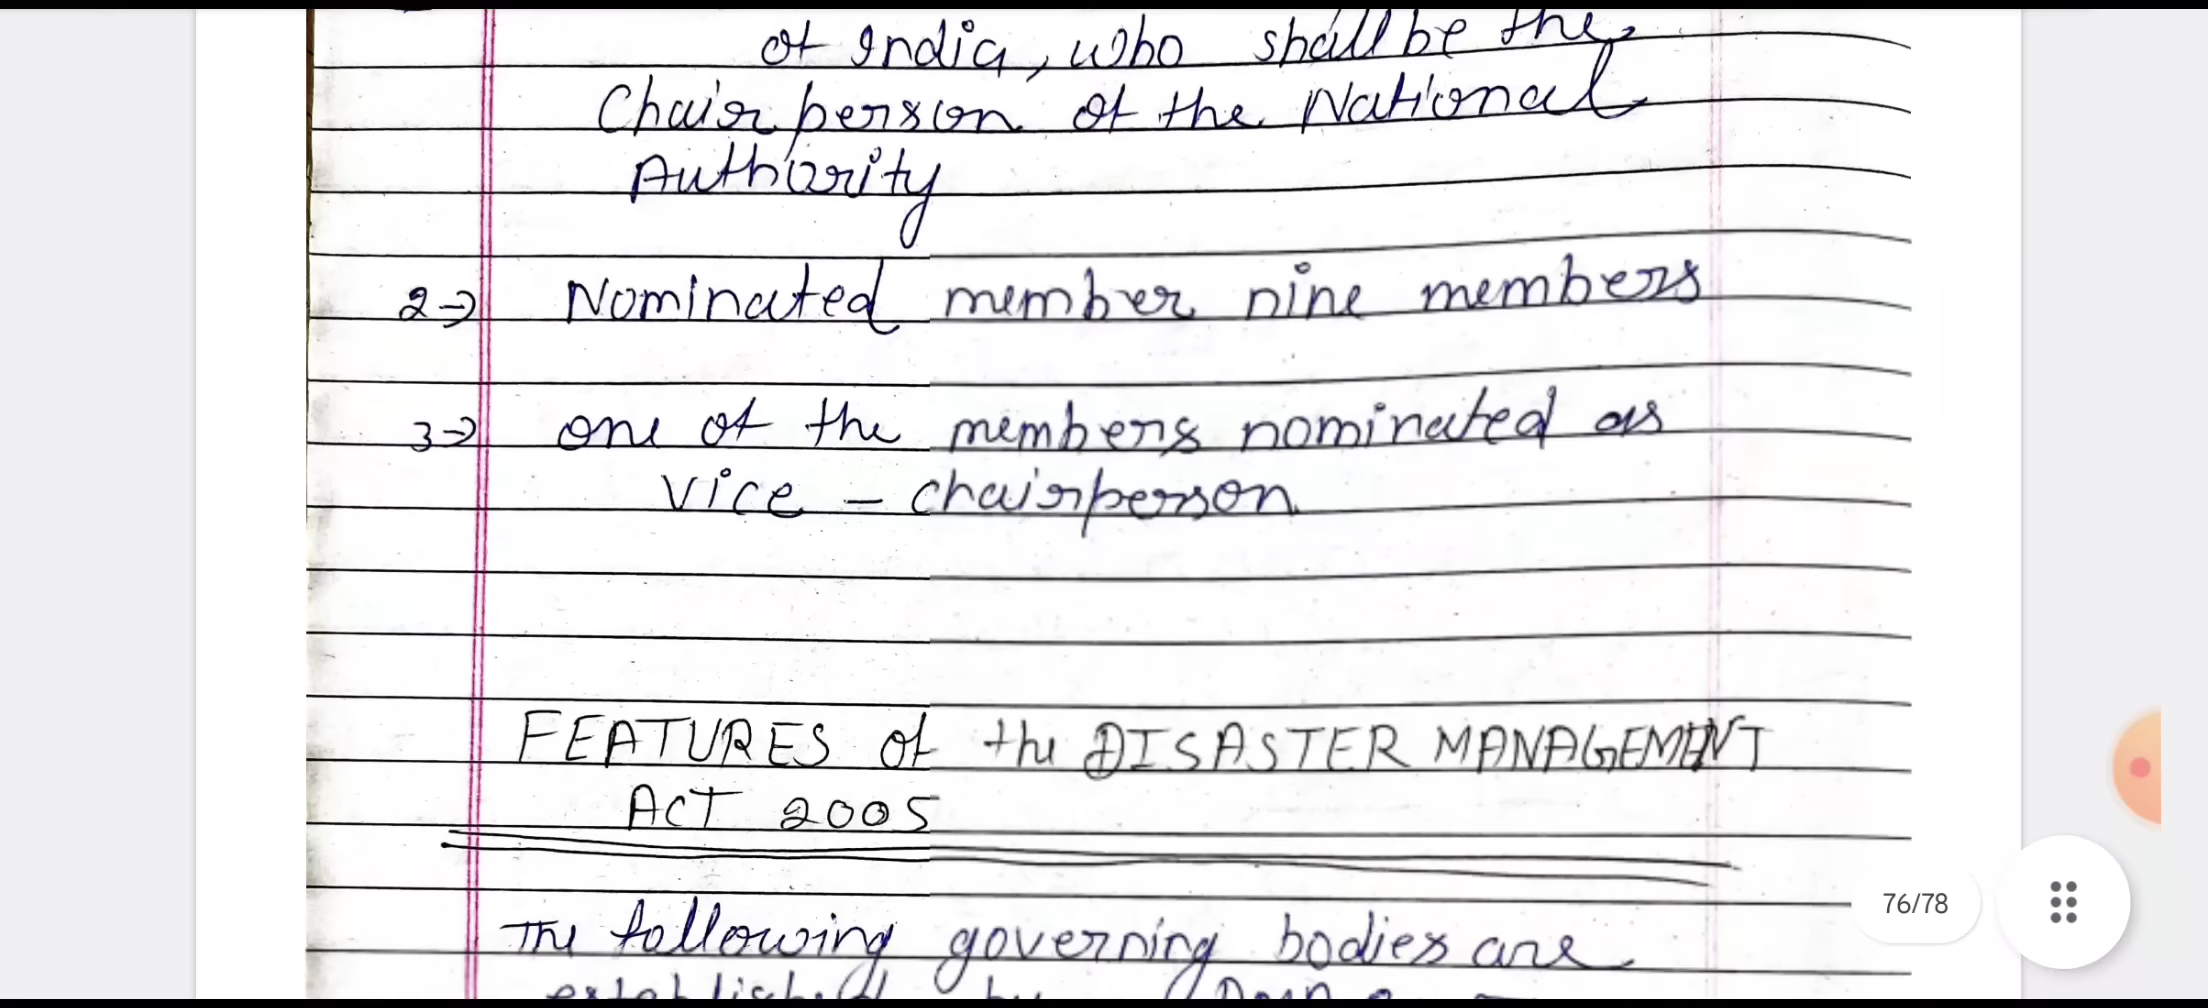 of India, who shall be the
Chairperson of the National
Authority
2→ Nominated member nine members
3→ one of the members nominated as
vice - chairperson
FEATURES of the DISASTER MANAGEMENT
ACT 2005
The following governing bodies are
established by
76/78